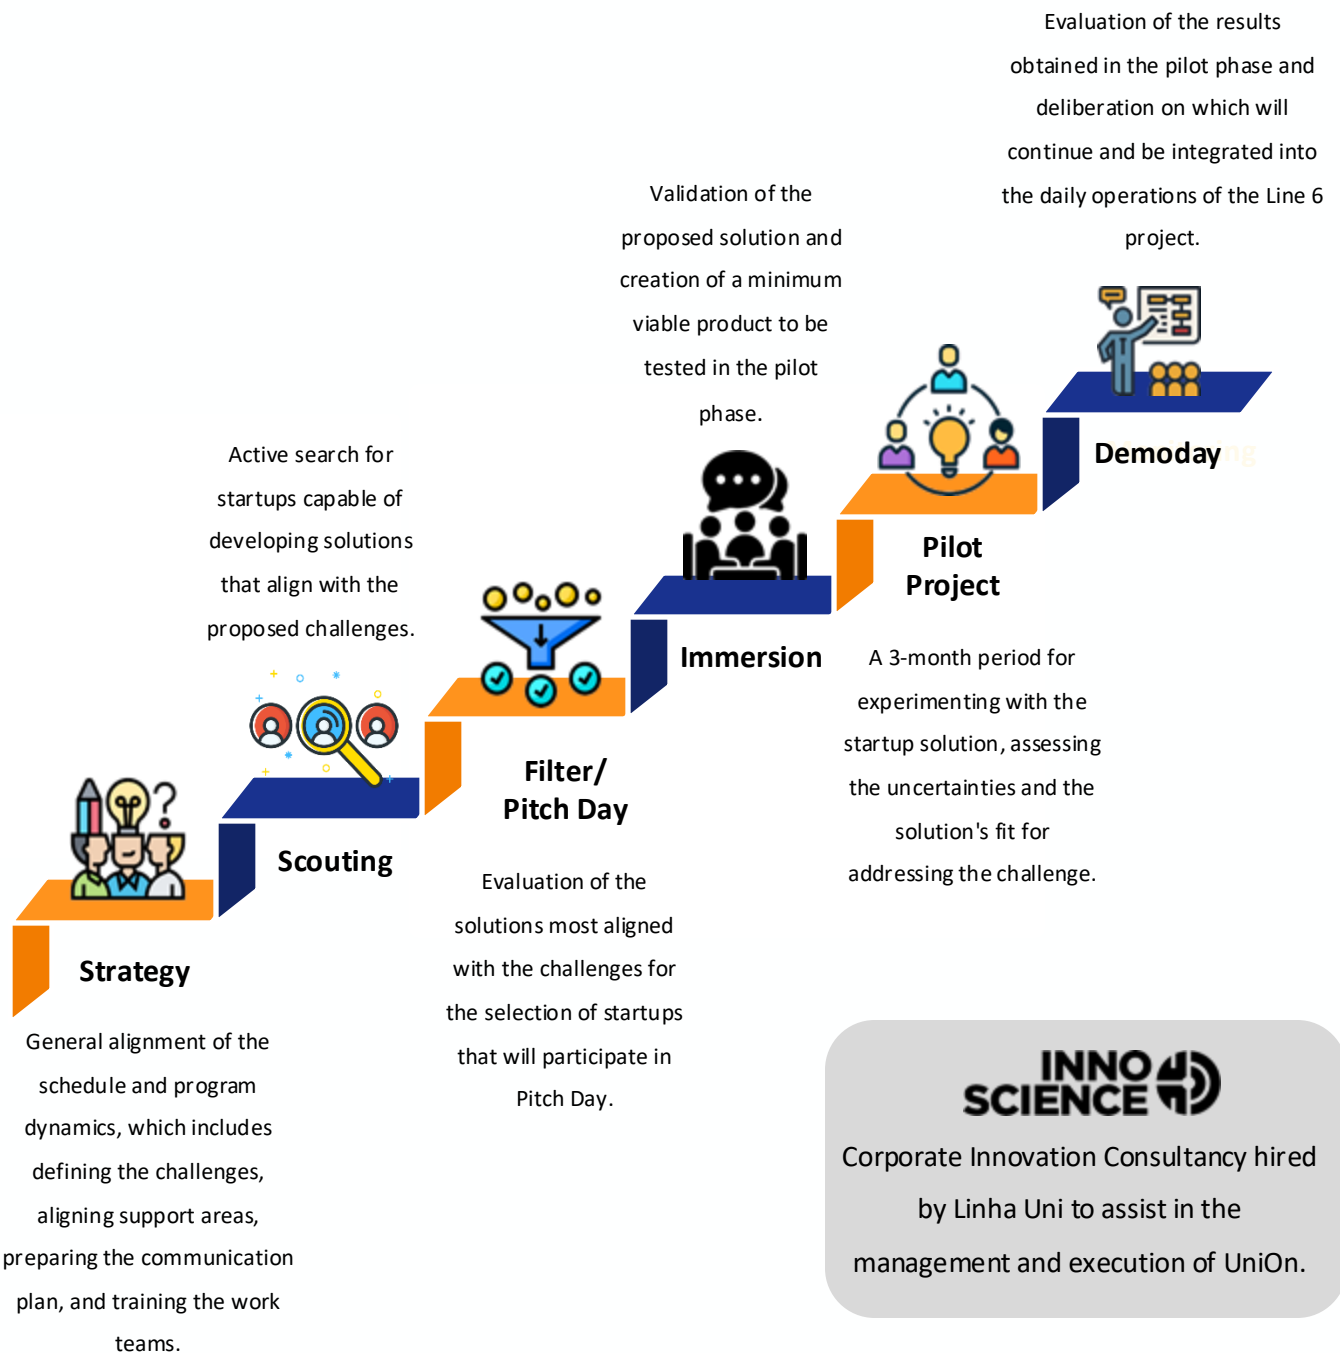 Strategy
General alignment of the
schedule and program
dynamics, which includes
defining the challenges,
aligning support areas,
preparing the communication
plan, and training the work
teams.
Active search for
startups capable of
developing solutions
that align with the
proposed challenges.
Scouting
Filter/
Pitch Day
Evaluation of the
solutions most aligned
with the challenges for
the selection of startups
that will participate in
Pitch Day.
Validation of the
proposed solution and
creation of a minimum
viable product to be
tested in the pilot
phase.
Immersion
Pilot
Project
A 3-month period for
experimenting with the
startup solution, assessing
the uncertainties and the
solution's fit for
addressing the challenge.
Evaluation of the results
obtained in the pilot phase and
deliberation on which will
continue and be integrated into
the daily operations of the Line 6
project.
Demoday
INNO
SCIENCE
Corporate Innovation Consultancy hired
by Linha Uni to assist in the
management and execution of UniOn.